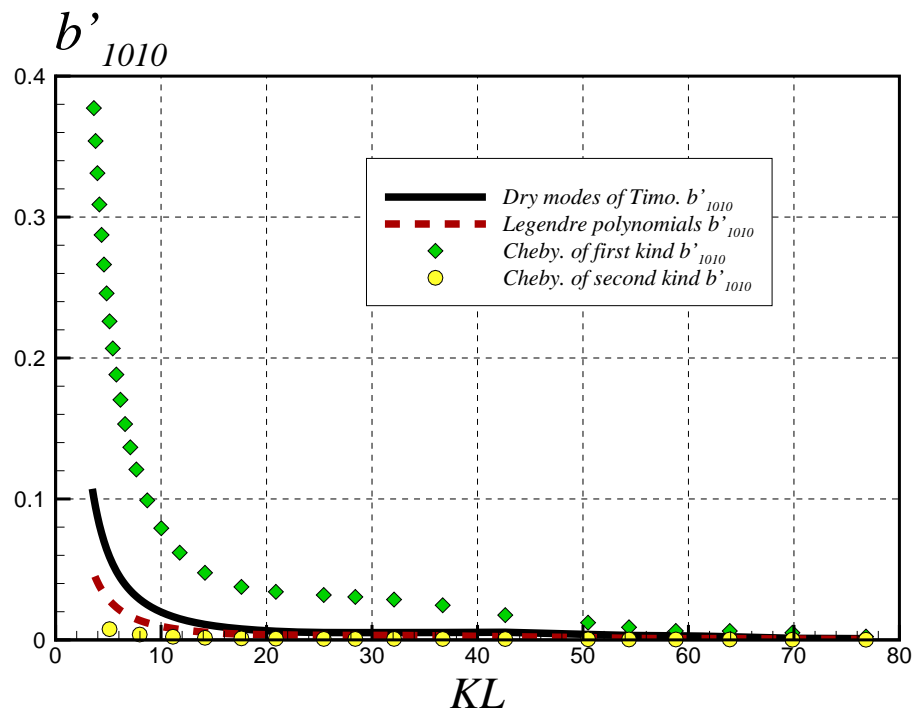 b’1010
0.4
0.3
0.2
0.1
0
Dry modes of Timo. b’1010
Legendre polynomials b’1010
Cheby. of first kind b’1010
Cheby. of second kind b’1010
0 10 20 30 40 50 60 70 80
KL